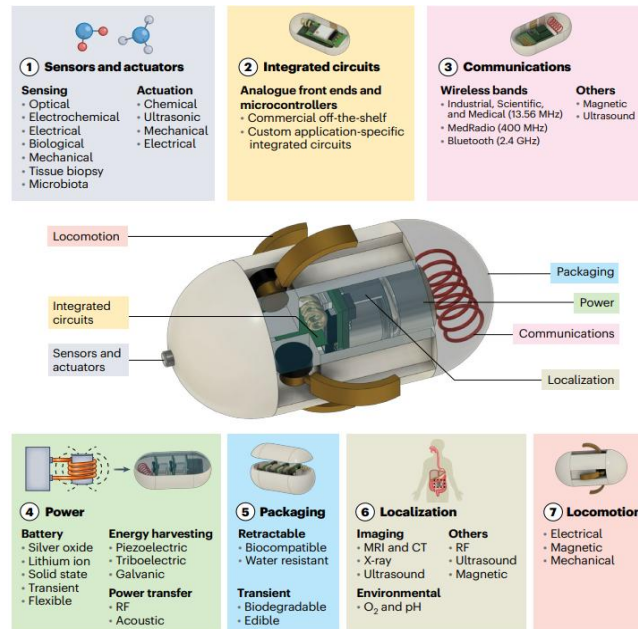 1 Sensors and actuators
Sensing
• Optical
• Electrochemical
• Electrical
• Biological
• Mechanical
• Tissue biopsy
• Microbiota
Actuation
• Chemical
• Ultrasonic
• Mechanical
• Electrical
2 Integrated circuits
Analogue front ends and
microcontrollers
• Commercial off-the-shelf
• Custom application-specific
integrated circuits
3 Communications
Wireless bands
• Industrial, Scientific,
and Medical (13.56 MHz)
• MedRadio (400 MHz)
• Bluetooth (2.4 GHz)
Others
• Magnetic
• Ultrasound
Locomotion
Integrated
circuits
Sensors and
actuators
Packaging
Power
Communications
Localization
4 Power
Battery
• Silver oxide
• Lithium ion
• Solid state
• Transient
• Flexible
Energy harvesting
• Piezoelectric
• Triboelectric
• Galvanic
Power transfer
• RF
• Acoustic
5 Packaging
Retractable
• Biocompatible
• Water resistant
Transient
• Biodegradable
• Edible
6 Localization
Imaging
• MRI and CT
• X-ray
• Ultrasound
Environmental
• O₂ and pH
Others
• RF
• Ultrasound
• Magnetic
7 Locomotion
• Electrical
• Magnetic
• Mechanical